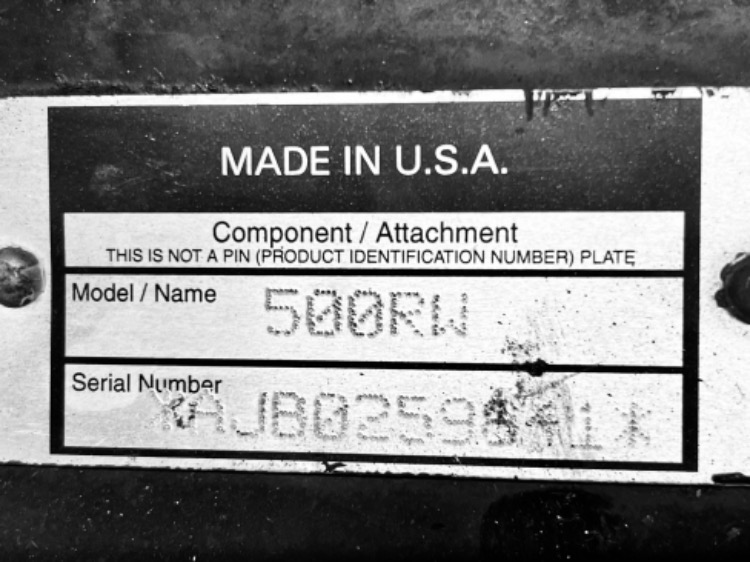 MADE IN U.S.A.
Component / Attachment
THIS IS NOT A PIN (PRODUCT IDENTIFICATION NUMBER) PLATE
Model / Name 500RW
Serial Number